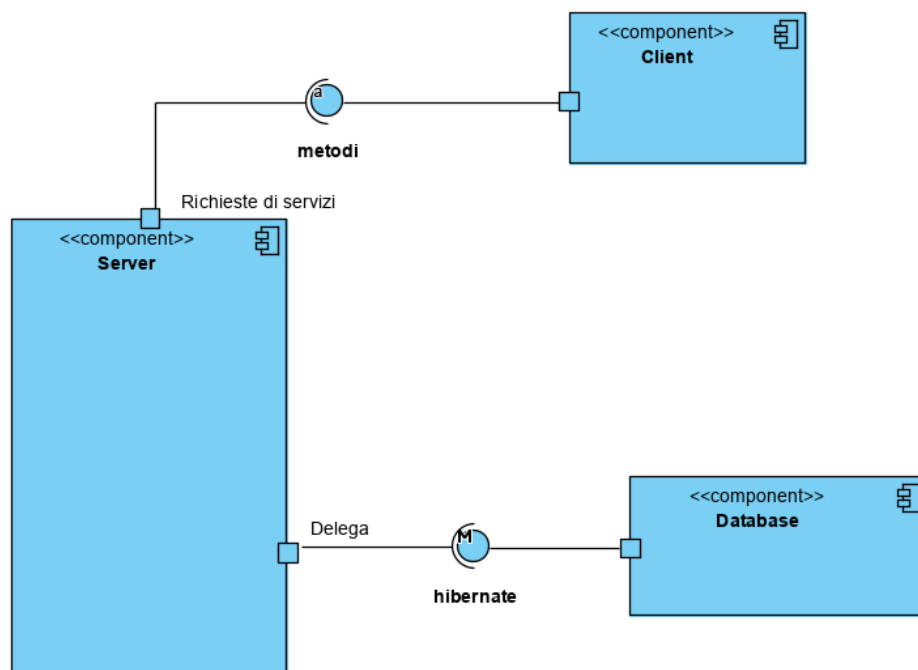 <<component>>
Client
a
metodi
Richieste di servizi
<<component>>
Server
<<component>>
Database
Delega
M
hibernate